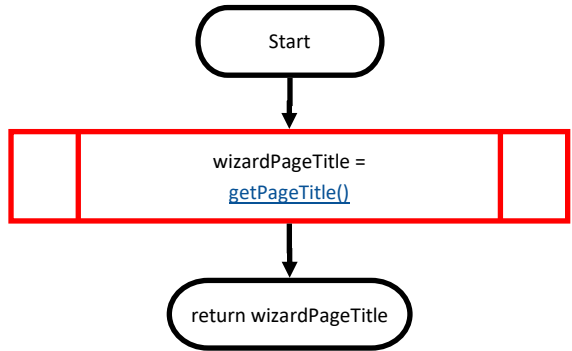 Start
wizardPageTitle =
getPageTitle()
return wizardPageTitle